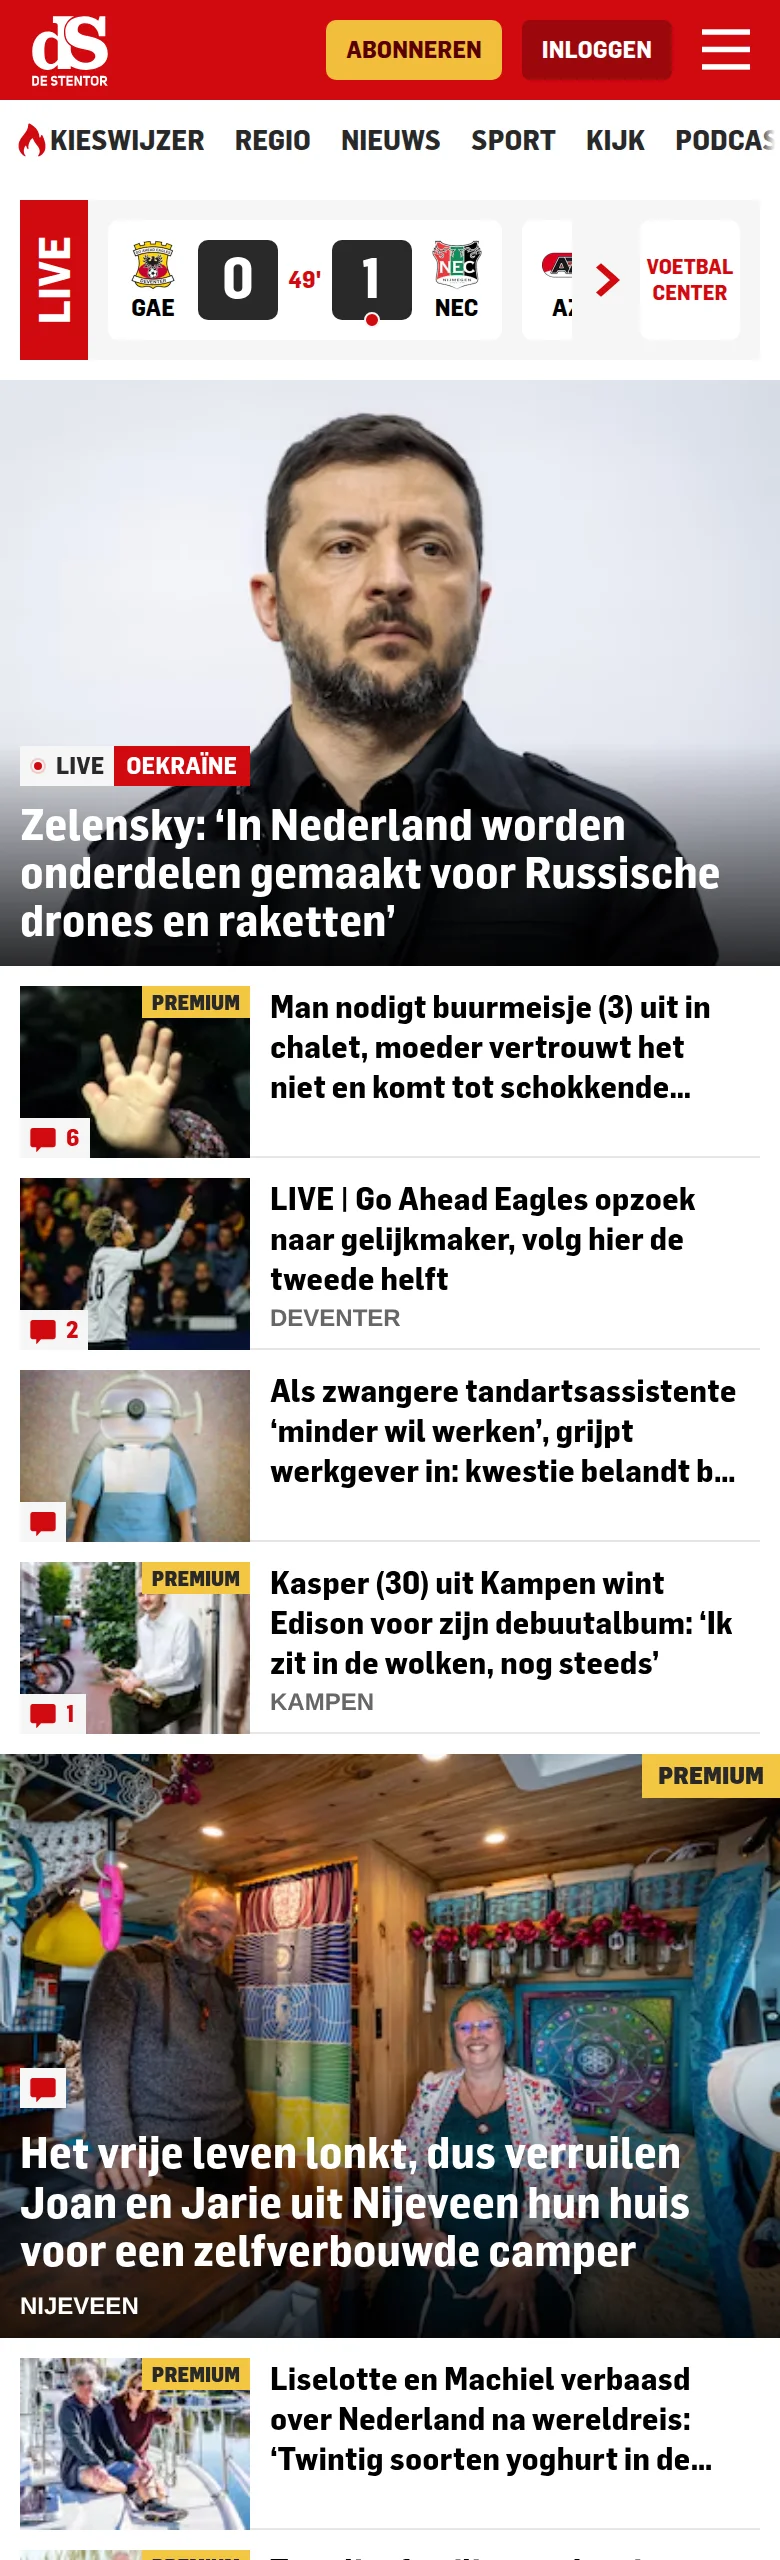 dS
DE STENTOR
ABONNEREN
INLOGGEN
KIESWIJZER REGIO NIEUWS SPORT KIJK PODCAS
LIVE
GAE
0
49'
1
NEC
NEC
AZ
VOETBAL
CENTER
LIVE OEKRAÏNE
Zelensky: ‘In Nederland worden
onderdelen gemaakt voor Russische
drones en raketten’
PREMIUM
6
Man nodigt buurmeisje (3) uit in
chalet, moeder vertrouwt het
niet en komt tot schokkende...
2
LIVE | Go Ahead Eagles opzoek
naar gelijkmaker, volg hier de
tweede helft
DEVENTER
Als zwangere tandartsassistente
‘minder wil werken’, grijpt
werkgever in: kwestie belandt b...
PREMIUM
1
Kasper (30) uit Kampen wint
Edison voor zijn debuutalbum: ‘Ik
zit in de wolken, nog steeds’
KAMPEN
PREMIUM
Het vrije leven lonkt, dus verruilen
Joan en Jarie uit Nijeveen hun huis
voor een zelfverbouwde camper
NIJEVEEN
PREMIUM
Liselotte en Machiel verbaasd
over Nederland na wereldreis:
‘Twintig soorten yoghurt in de...